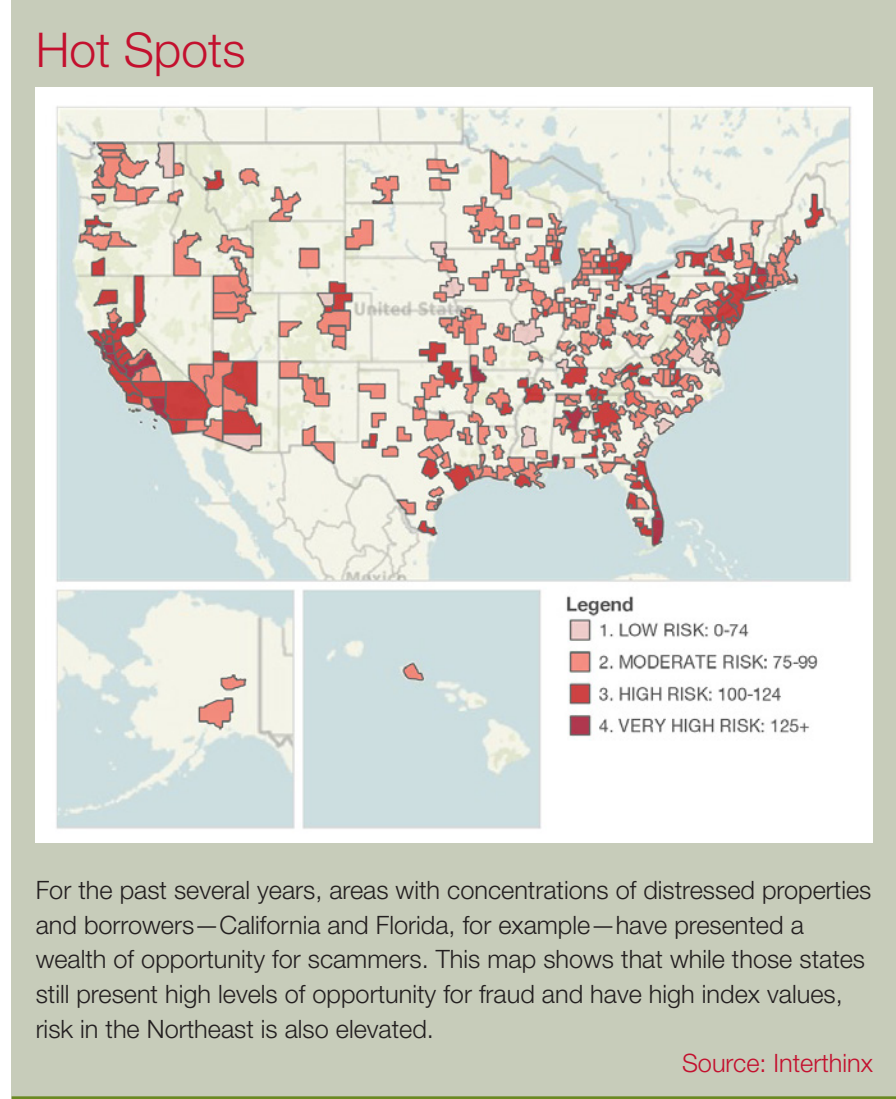 Hot Spots
United States
Mexico
Legend
1. LOW RISK: 0-74
2. MODERATE RISK: 75-99
3. HIGH RISK: 100-124
4. VERY HIGH RISK: 125+
For the past several years, areas with concentrations of distressed properties
and borrowers—California and Florida, for example—have presented a
wealth of opportunity for scammers. This map shows that while those states
still present high levels of opportunity for fraud and have high index values,
risk in the Northeast is also elevated.
Source: Interthinx